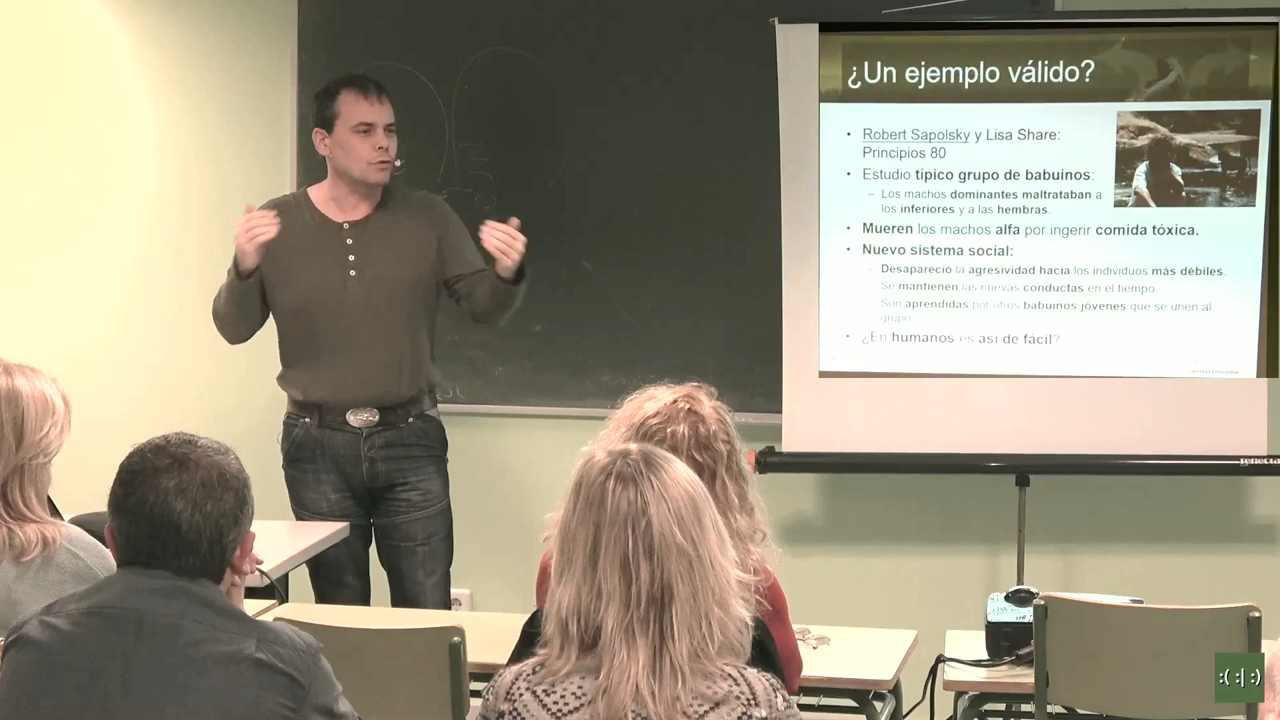 ¿Un ejemplo válido?
• Robert Sapolsky y Lisa Share:
Principios 80
• Estudio típico grupo de babuinos:
– Los machos dominantes maltrataban a
los inferiores y a las hembras.
• Mueren los machos alfa por ingerir comida tóxica.
• Nuevo sistema social:
– Desapareció la agresividad hacia los individuos más débiles.
Se mantienen las nuevas conductas en el tiempo
Son aprendidas por otros babuinos jóvenes que se unen al
grupo
• ¿En humanos es así de fácil?
:( :| :)